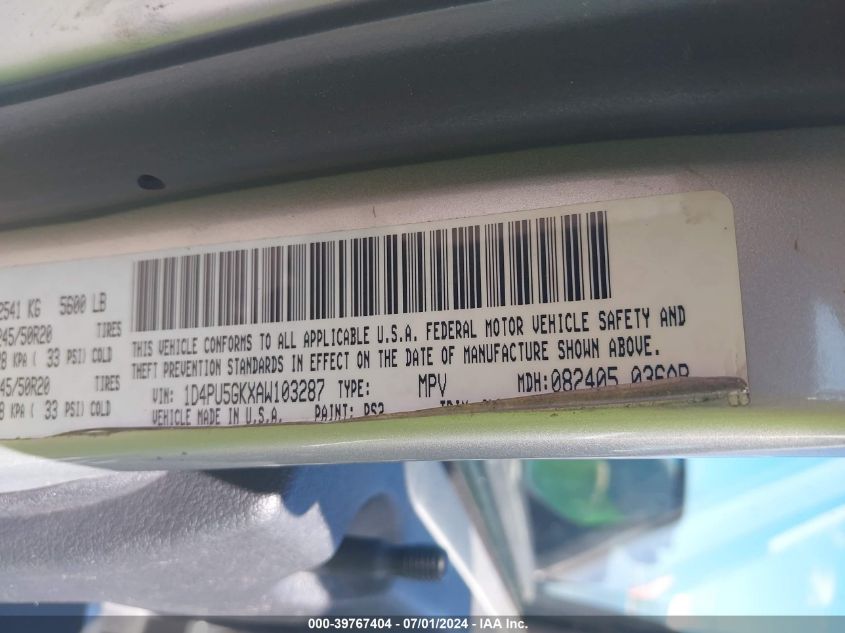 2541 KG 5600 LB
245/50R20 TIRES
8 KPA ( 33 PSI) COLD
45/50R20 TIRES
8 KPA ( 33 PSI) COLD
THIS VEHICLE CONFORMS TO ALL APPLICABLE U.S.A. FEDERAL MOTOR VEHICLE SAFETY AND
THEFT PREVENTION STANDARDS IN EFFECT ON THE DATE OF MANUFACTURE SHOWN ABOVE.
VIN: 1D4PU5GKXAW103287 TYPE: MPV MDH:082405
VEHICLE MADE IN U.S.A. PAINT: PS2
000-39767404 - 07/01/2024 - IAA Inc.